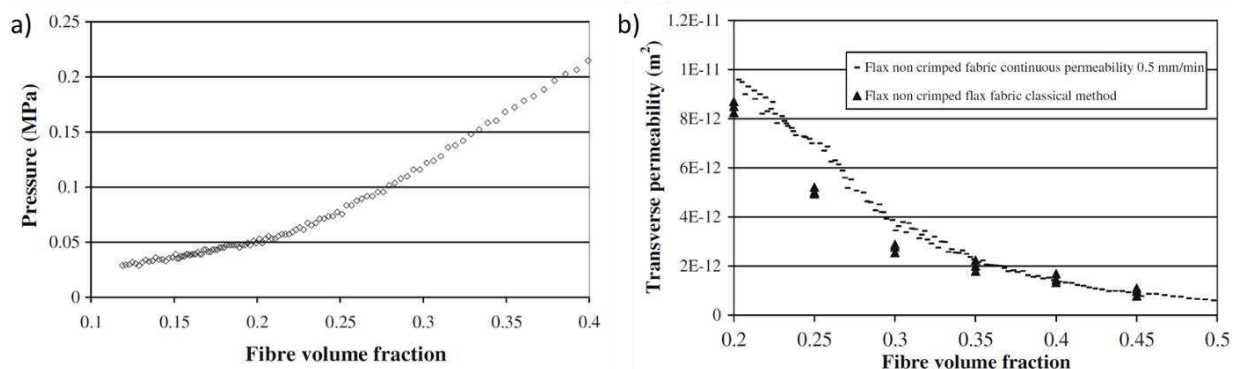 a)
0.25
0.2
0.15
0.1
0.05
0
Pressure (MPa)
0.1 0.15 0.2 0.25 0.3 0.35 0.4
Fibre volume fraction
b)
1.2E-11
1E-11
8E-12
6E-12
4E-12
2E-12
0
Transverse permeability (m²)
Flax non crimped fabric continuous permeability 0.5 mm/min
Flax non crimped flax fabric classical method
0.2 0.25 0.3 0.35 0.4 0.45 0.5
Fibre volume fraction